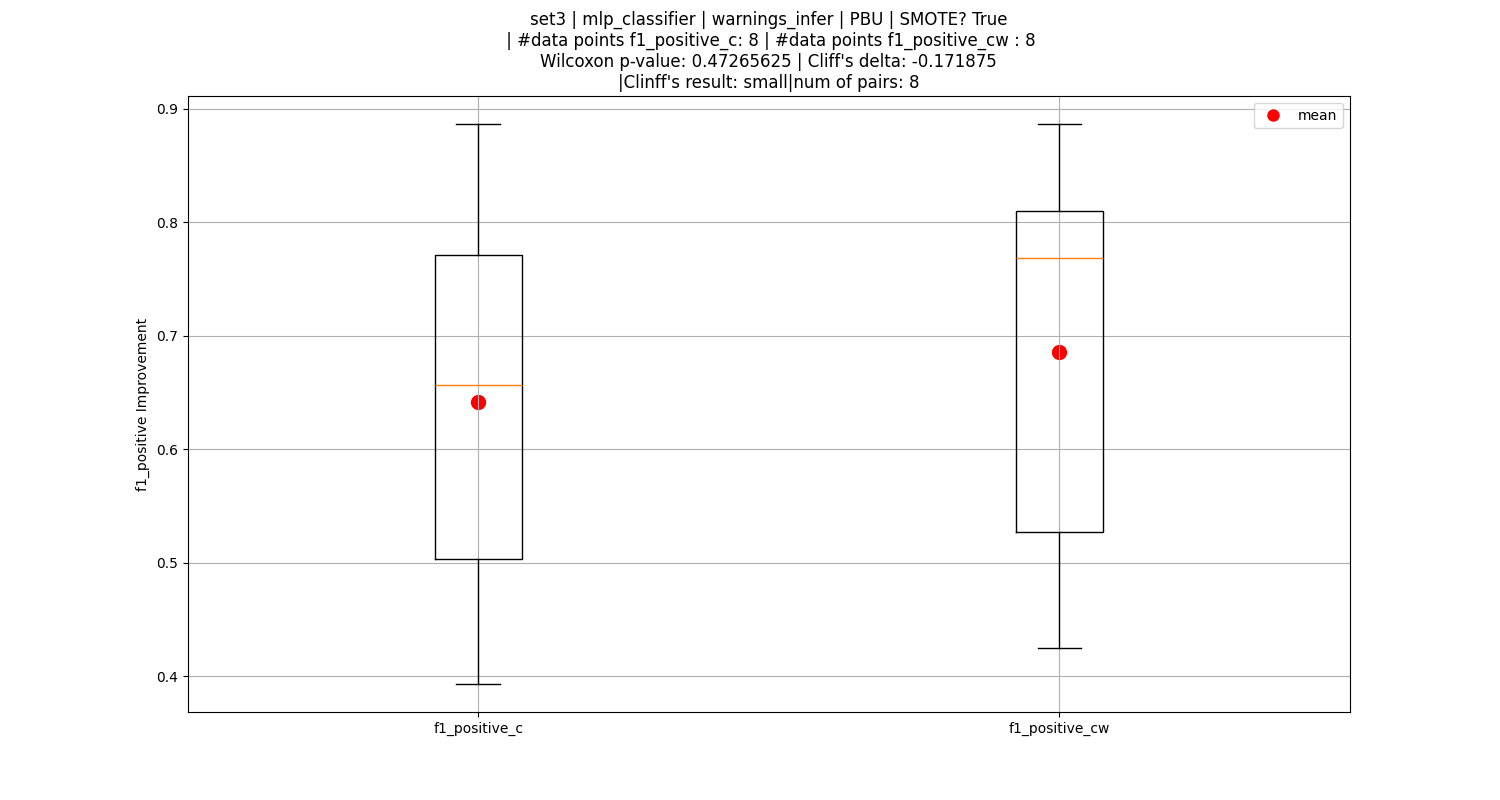 set3 | mlp_classifier | warnings_infer | PBU | SMOTE? True
| #data points f1_positive_c: 8 | #data points f1_positive_cw : 8
Wilcoxon p-value: 0.47265625 | Cliff's delta: -0.171875
|Clinff's result: small|num of pairs: 8
mean
0.9
0.8
0.7
0.6
0.5
0.4
f1_positive Improvement
f1_positive_c
f1_positive_cw